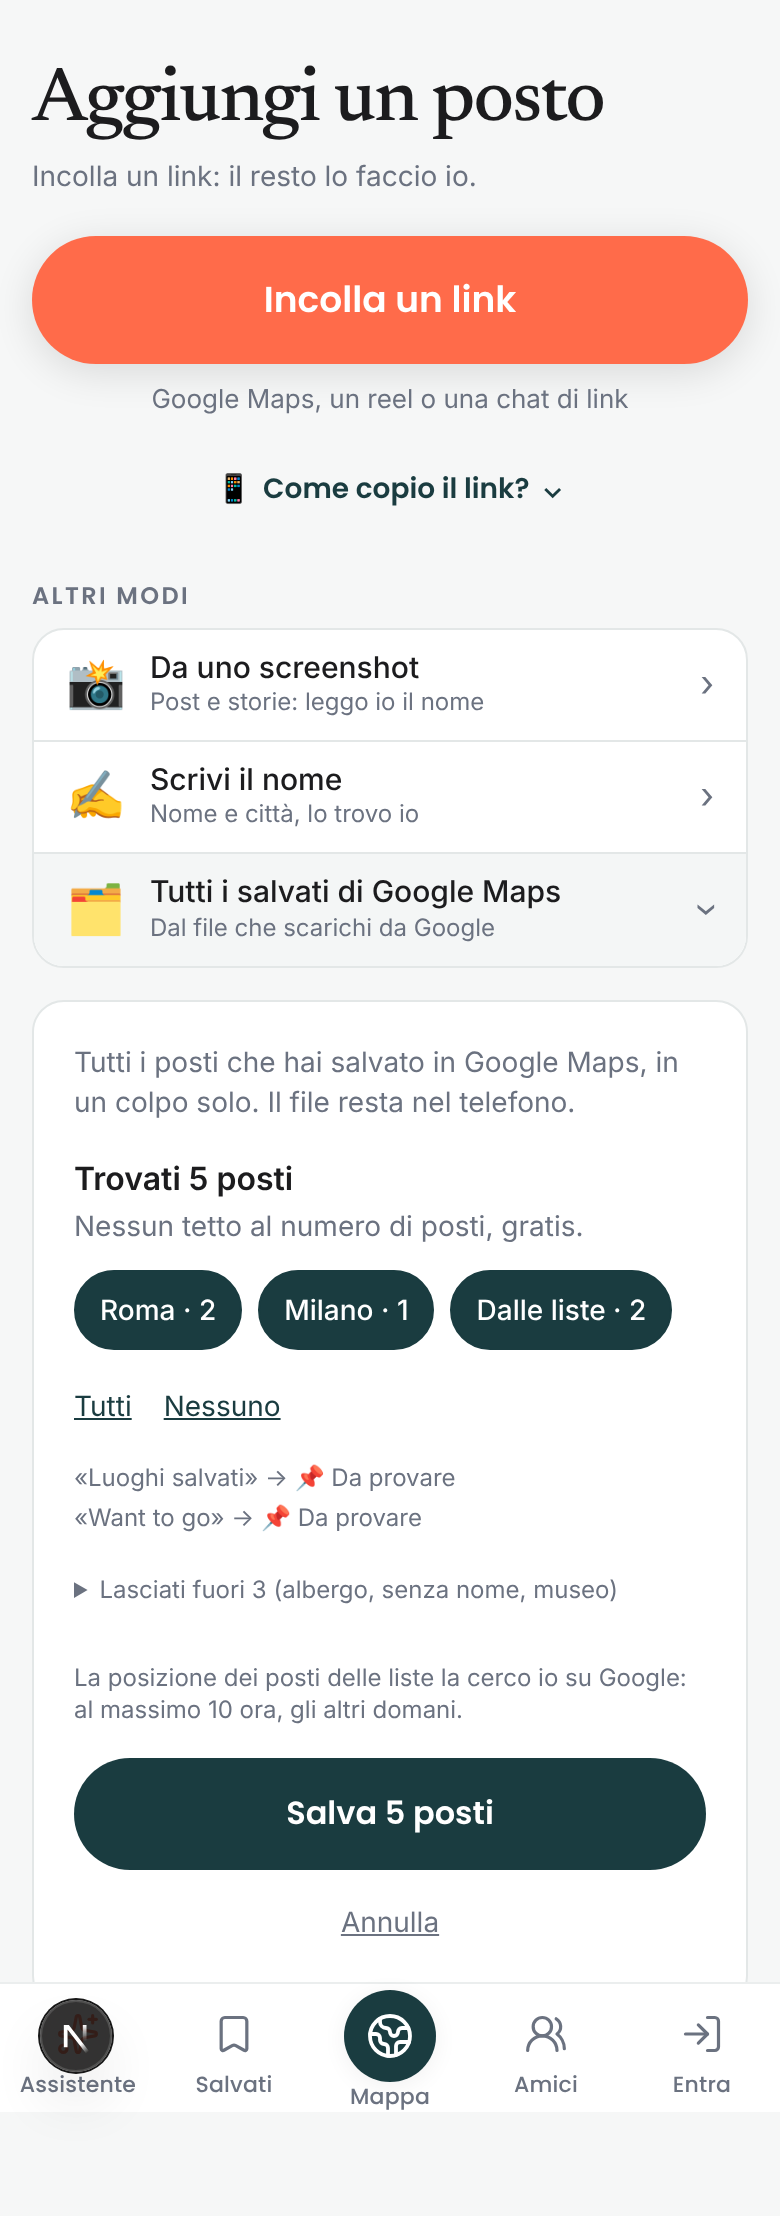 Aggiungi un posto
Incolla un link: il resto lo faccio io.
Incolla un link
Google Maps, un reel o una chat di link
Come copio il link?
ALTRI MODI
Da uno screenshot
Post e storie: leggo io il nome
Scrivi il nome
Nome e città, lo trovo io
Tutti i salvati di Google Maps
Dal file che scarichi da Google
Tutti i posti che hai salvato in Google Maps, in
un colpo solo. Il file resta nel telefono.
Trovati 5 posti
Nessun tetto al numero di posti, gratis.
Roma · 2 Milano · 1 Dalle liste · 2
Tutti Nessuno
«Luoghi salvati» → 📌 Da provare
«Want to go» → 📌 Da provare
▶ Lasciati fuori 3 (albergo, senza nome, museo)
La posizione dei posti delle liste la cerco io su Google:
al massimo 10 ora, gli altri domani.
Salva 5 posti
Annulla
N
Assistente Salvati Mappa Amici Entra